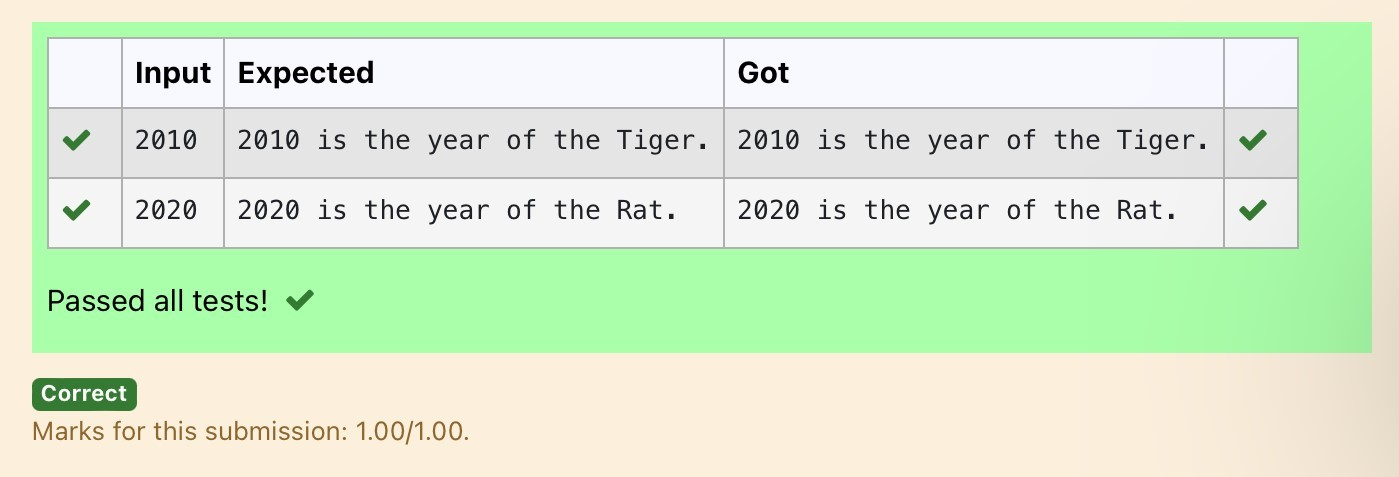 Input Expected Got
2010 2010 is the year of the Tiger. 2010 is the year of the Tiger.
2020 2020 is the year of the Rat. 2020 is the year of the Rat.
Passed all tests!
Correct
Marks for this submission: 1.00/1.00.